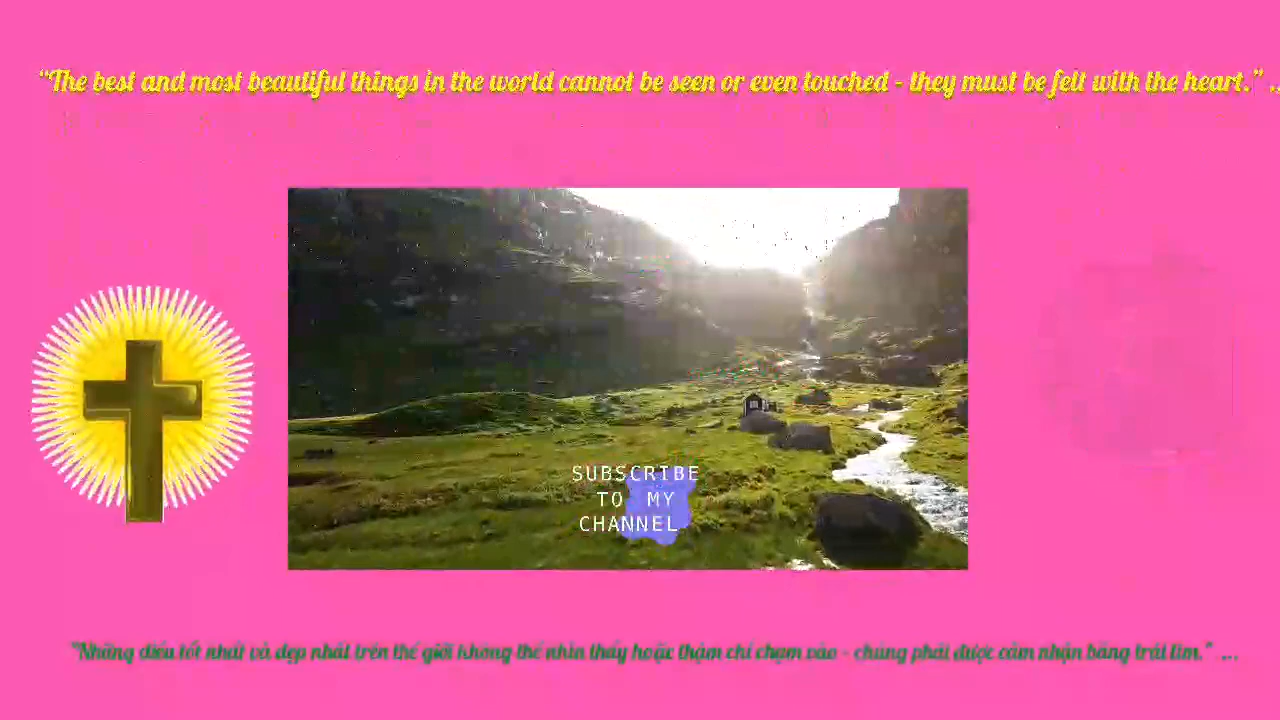 “The best and most beautiful things in the world cannot be seen or even touched - they must be felt with the heart.” ..
SUBSCRIBE
TO MY
CHANNEL
"Những điều tốt nhất và đẹp nhất trên thế giới không thể nhìn thấy hoặc thậm chí chạm vào - chúng phải được cảm nhận bằng trái tim." ...